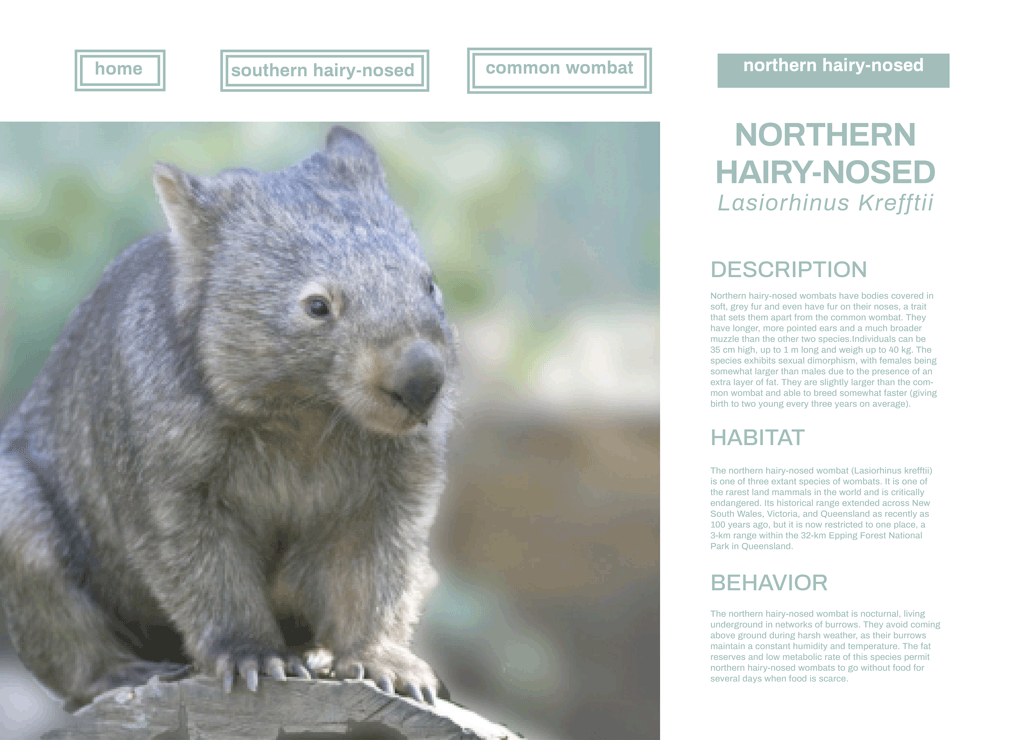 home
southern hairy-nosed
common wombat
northern hairy-nosed
NORTHERN
HAIRY-NOSED
Lasiorhinus Krefftii
DESCRIPTION
Northern hairy-nosed wombats have bodies covered in
soft, grey fur and even have fur on their noses, a trait
that sets them apart from the common wombat. They
have longer, more pointed ears and a much broader
muzzle than the other two species.Individuals can be
35 cm high, up to 1 m long and weigh up to 40 kg. The
species exhibits sexual dimorphism, with females being
somewhat larger than males due to the presence of an
extra layer of fat. They are slightly larger than the com-
mon wombat and able to breed somewhat faster (giving
birth to two young every three years on average).
HABITAT
The northern hairy-nosed wombat (Lasiorhinus krefftii)
is one of three extant species of wombats. It is one of
the rarest land mammals in the world and is critically
endangered. Its historical range extended across New
South Wales, Victoria, and Queensland as recently as
100 years ago, but it is now restricted to one place, a
3-km range within the 32-km Epping Forest National
Park in Queensland.
BEHAVIOR
The northern hairy-nosed wombat is nocturnal, living
underground in networks of burrows. They avoid coming
above ground during harsh weather, as their burrows
maintain a constant humidity and temperature. The fat
reserves and low metabolic rate of this species permit
northern hairy-nosed wombats to go without food for
several days when food is scarce.